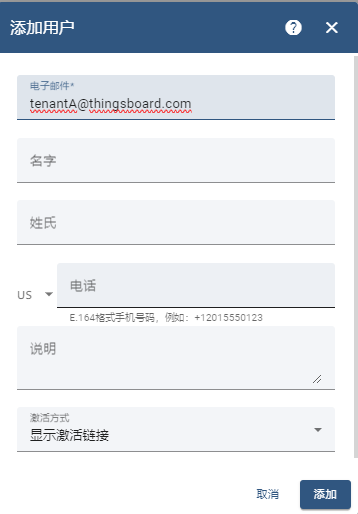 添加用户
电子邮件*
tenantA@thingsboard.com
名字
姓氏
US
电话
E.164格式手机号码，例如：+12015550123
说明
激活方式
显示激活链接
取消
添加